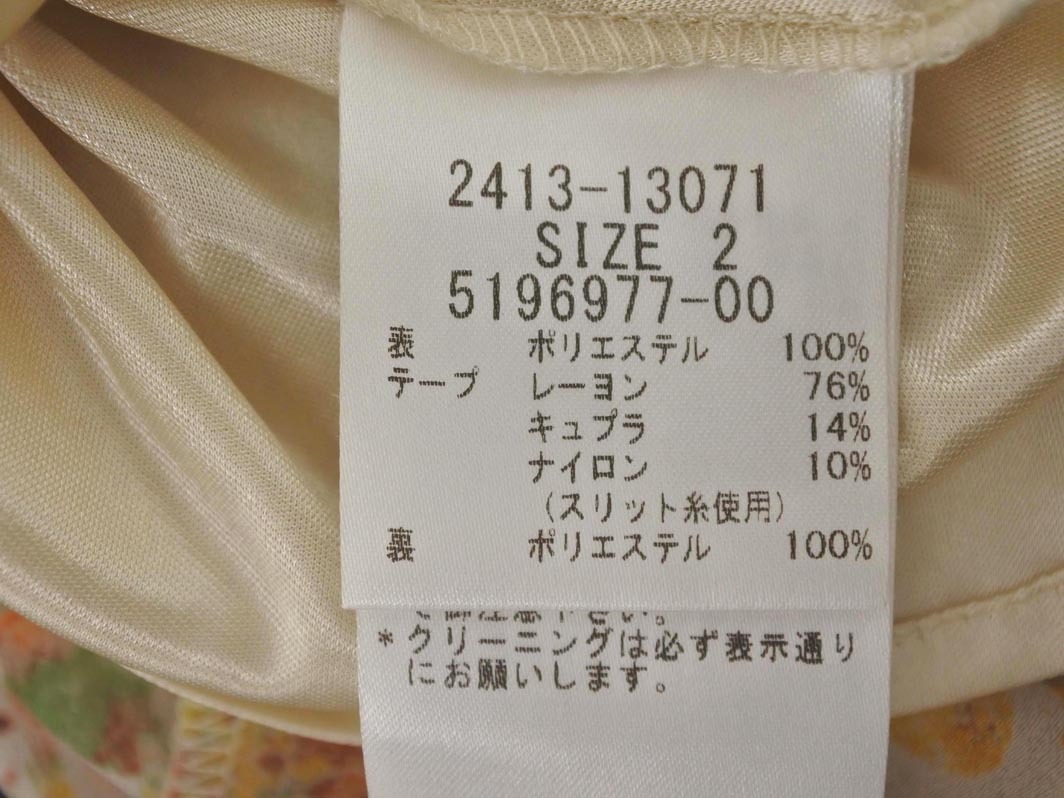 2413-13071
SIZE 2
5196977-00
表 ポリエステル 100%
テープ レーヨン 76%
キュプラ 14%
ナイロン 10%
(スリット糸使用)
裏 ポリエステル 100%
* クリーニングは必ず表示通り
にお願いします。